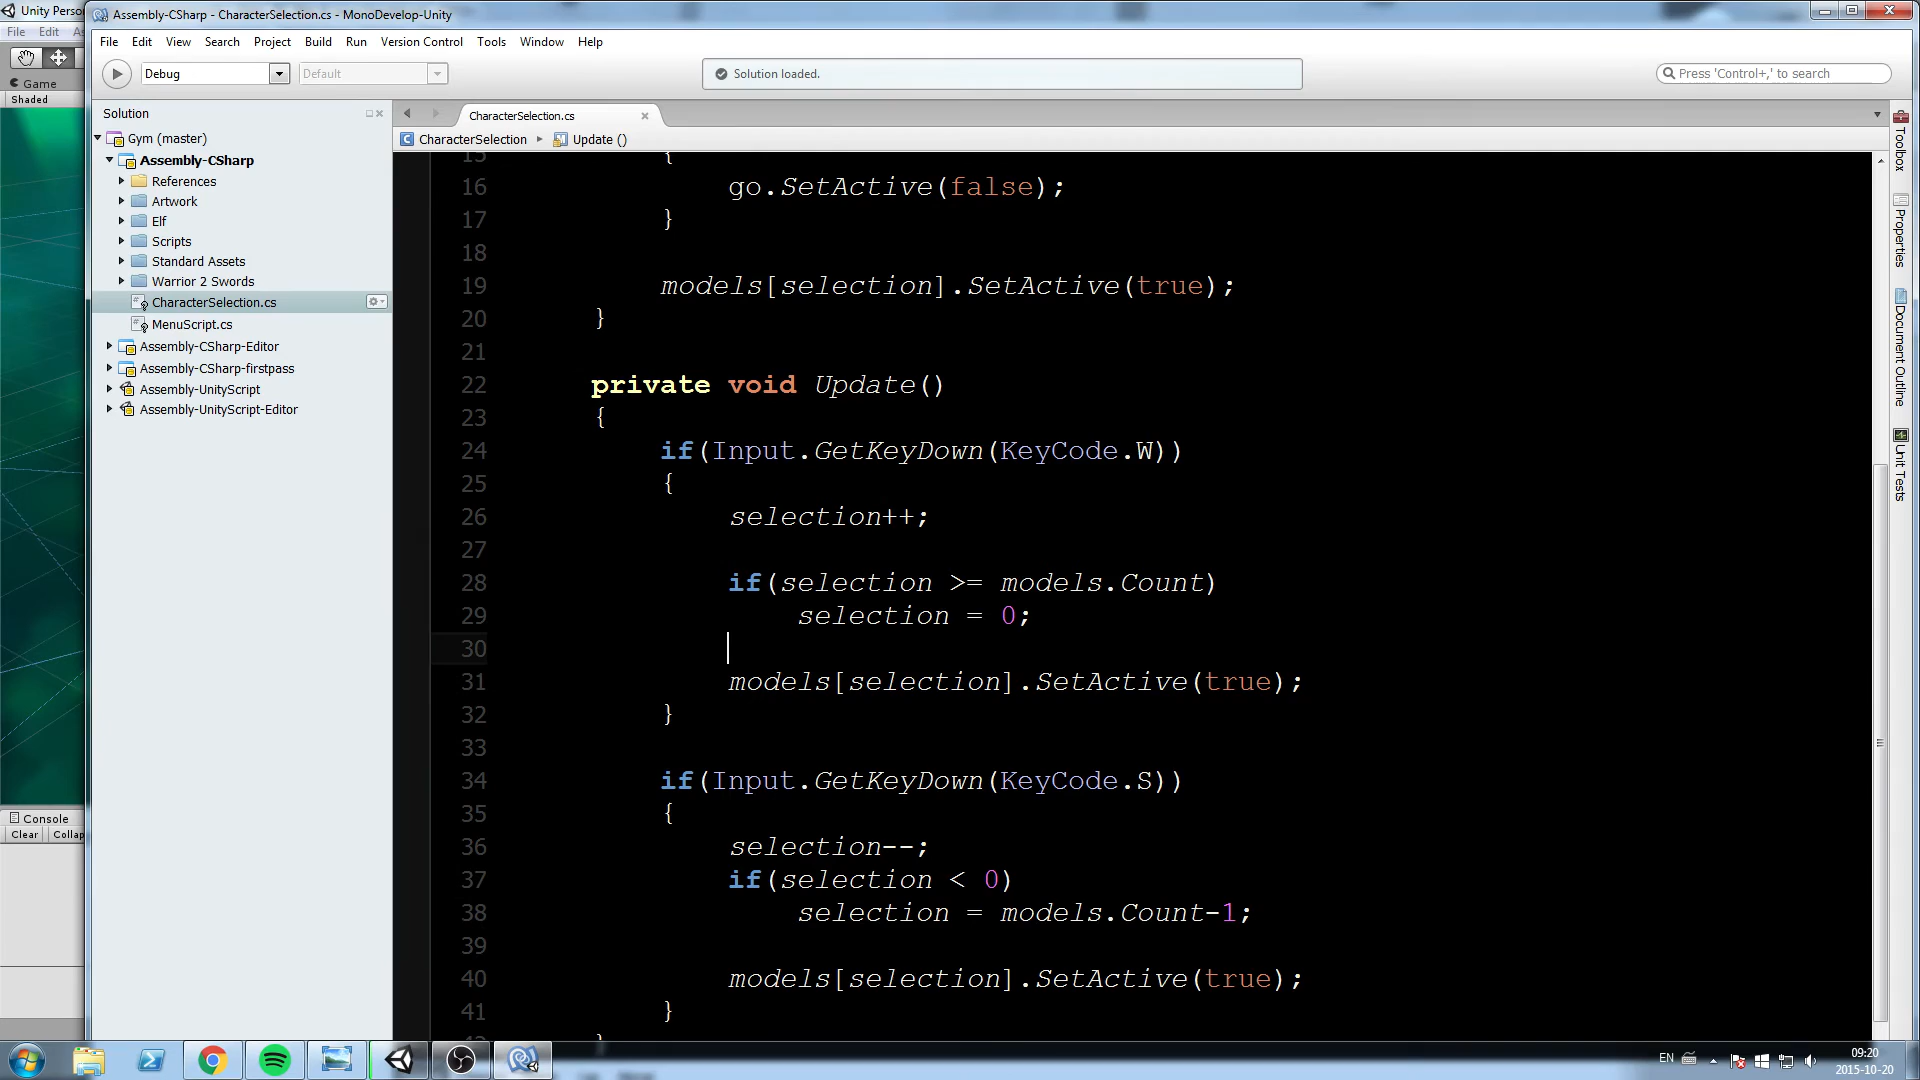 Unity Perso
Assembly-CSharp - CharacterSelection.cs - MonoDevelop-Unity
File Edit
File Edit View Search Project Build Run Version Control Tools Window Help
Debug
Default
Solution loaded.
Press 'Control+,' to search
Game
Shaded
Solution
CharacterSelection.cs
CharacterSelection
Update ()
Gym (master)
Assembly-CSharp
References
Artwork
Elf
Scripts
Standard Assets
Warrior 2 Swords
CharacterSelection.cs
MenuScript.cs
Assembly-CSharp-Editor
Assembly-CSharp-firstpass
Assembly-UnityScript
Assembly-UnityScript-Editor
15 {
16 go.SetActive(false);
17 }
18
19 models[selection].SetActive(true);
20 }
21
22 private void Update()
23 {
24 if(Input.GetKeyDown(KeyCode.W))
25 {
26 selection++;
27
28 if(selection >= models.Count)
29 selection = 0;
30
31 models[selection].SetActive(true);
32 }
33
34 if(Input.GetKeyDown(KeyCode.S))
35 {
36 selection--;
37 if(selection < 0)
38 selection = models.Count-1;
39
40 models[selection].SetActive(true);
41 }
Toolbox
Properties
Document Outline
Unit Tests
Console
Clear Collap
EN
09:20
2015-10-20